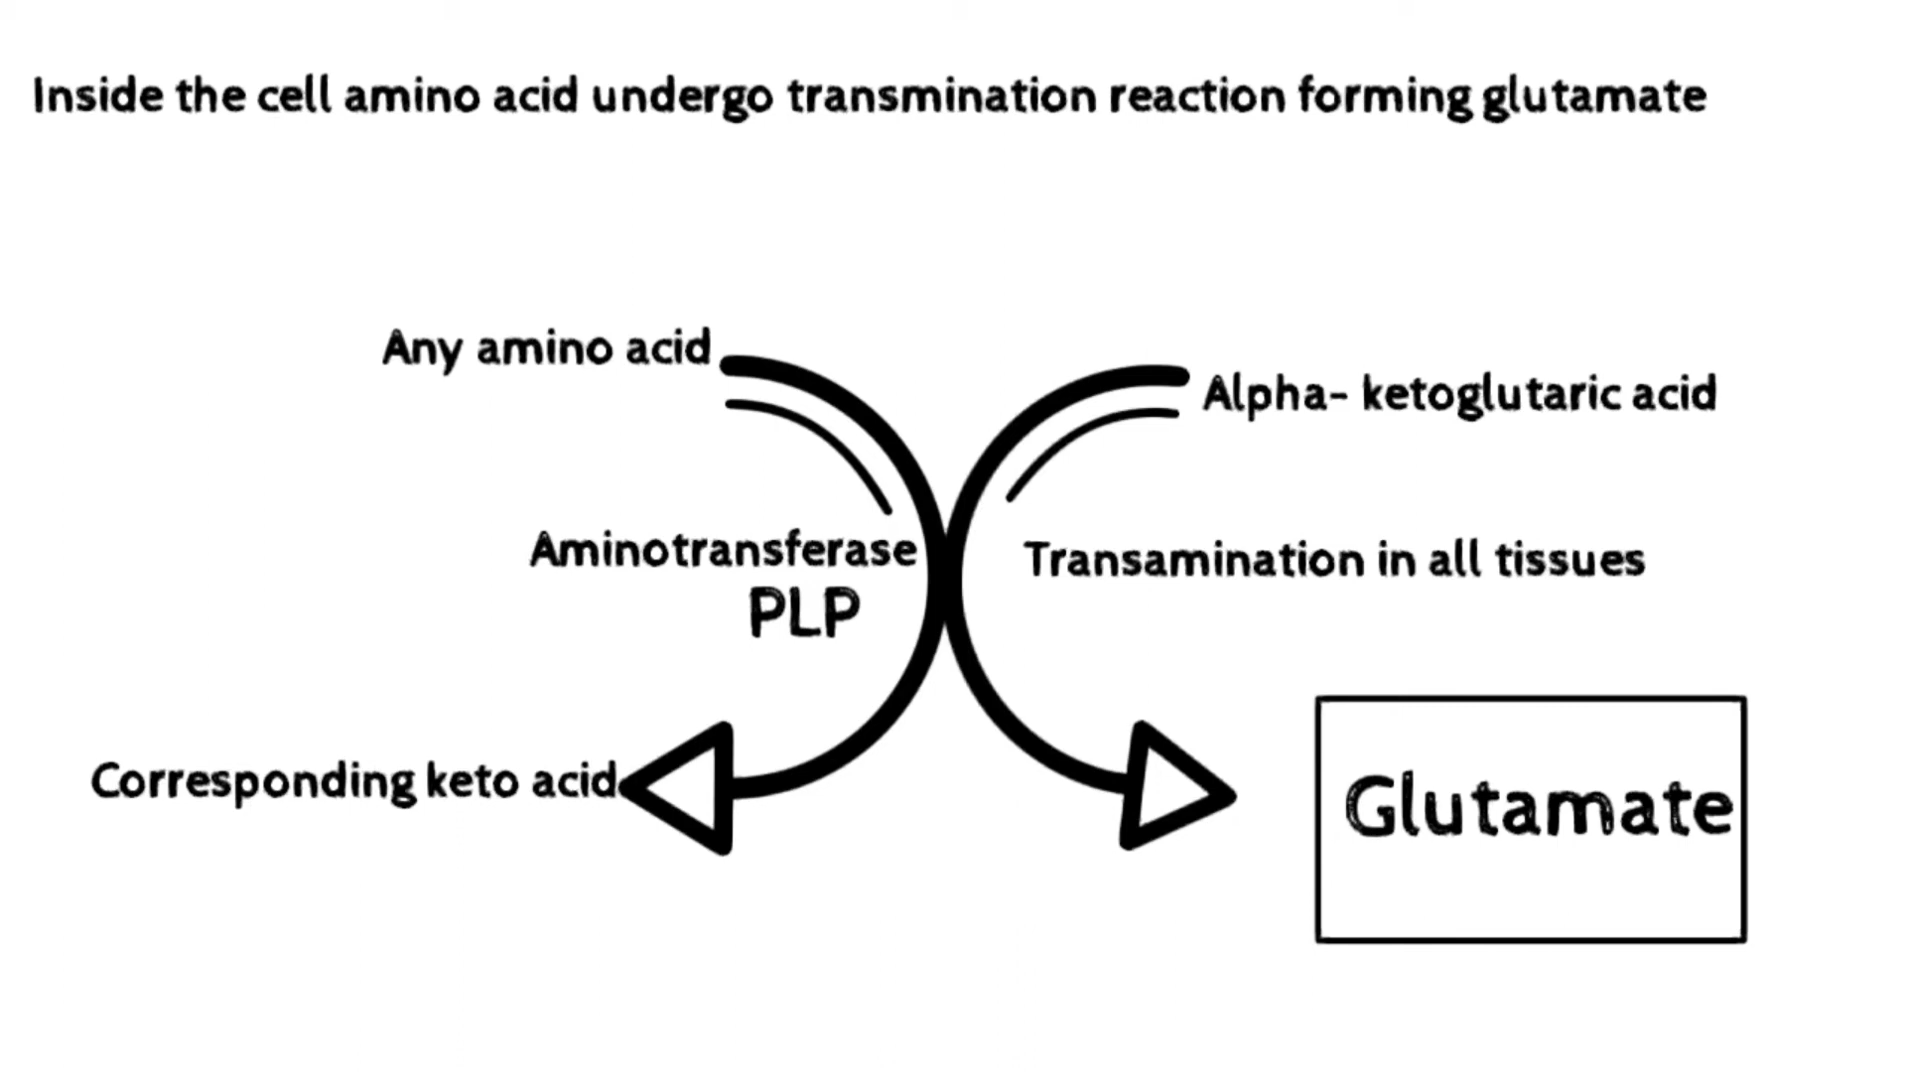 Inside the cell amino acid undergo transmination reaction forming glutamate
Any amino acid
Alpha- ketoglutaric acid
Aminotransferase
PLP
Transamination in all tissues
Corresponding keto acid
Glutamate